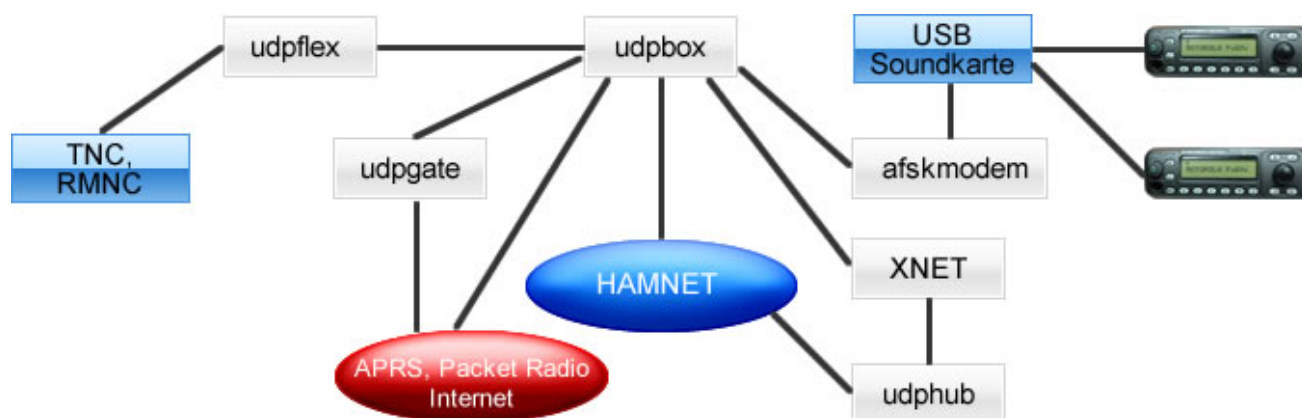 udpflex
udpbox
USB
Soundkarte
TNC,
RMNC
udpgate
afskmodem
HAMNET
XNET
APRS, Packet Radio
Internet
udphub